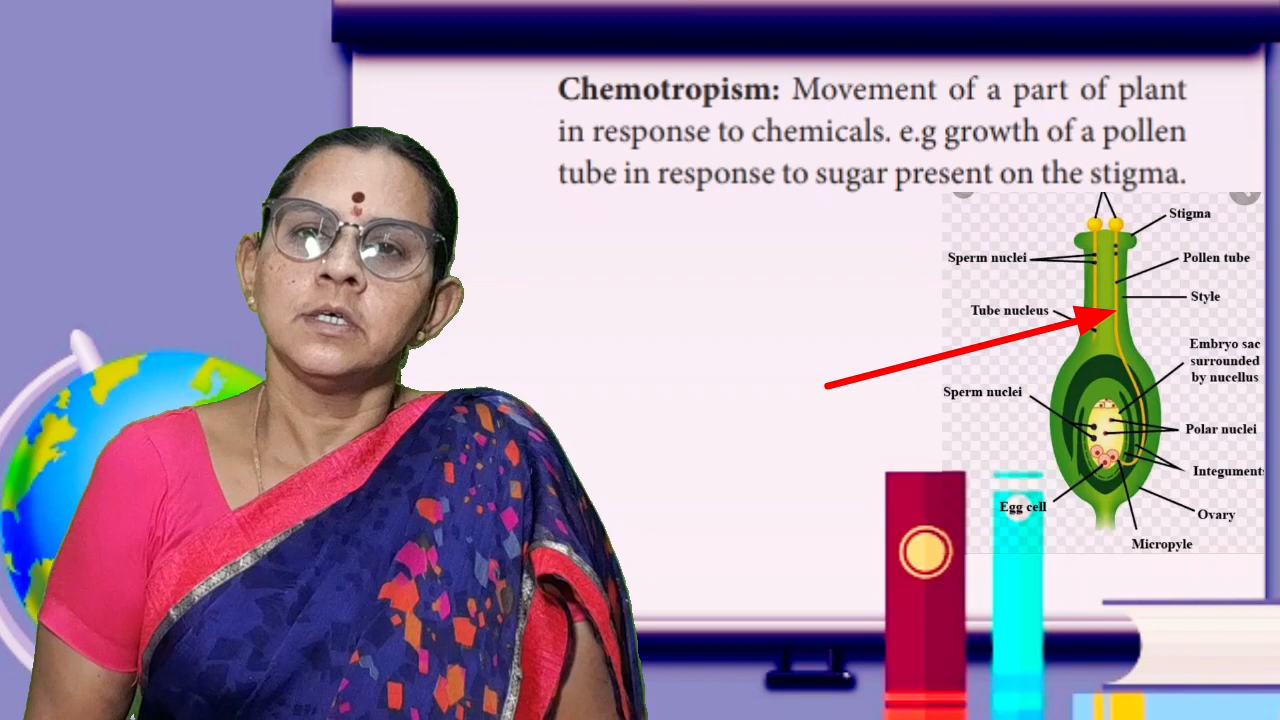 Chemotropism: Movement of a part of plant
in response to chemicals. e.g growth of a pollen
tube in response to sugar present on the stigma.
Stigma
Sperm nuclei
Pollen tube
Style
Tube nucleus
Embryo sac
surrounded
by nucellus
Sperm nuclei
Polar nuclei
Integuments
Egg cell
Ovary
Micropyle